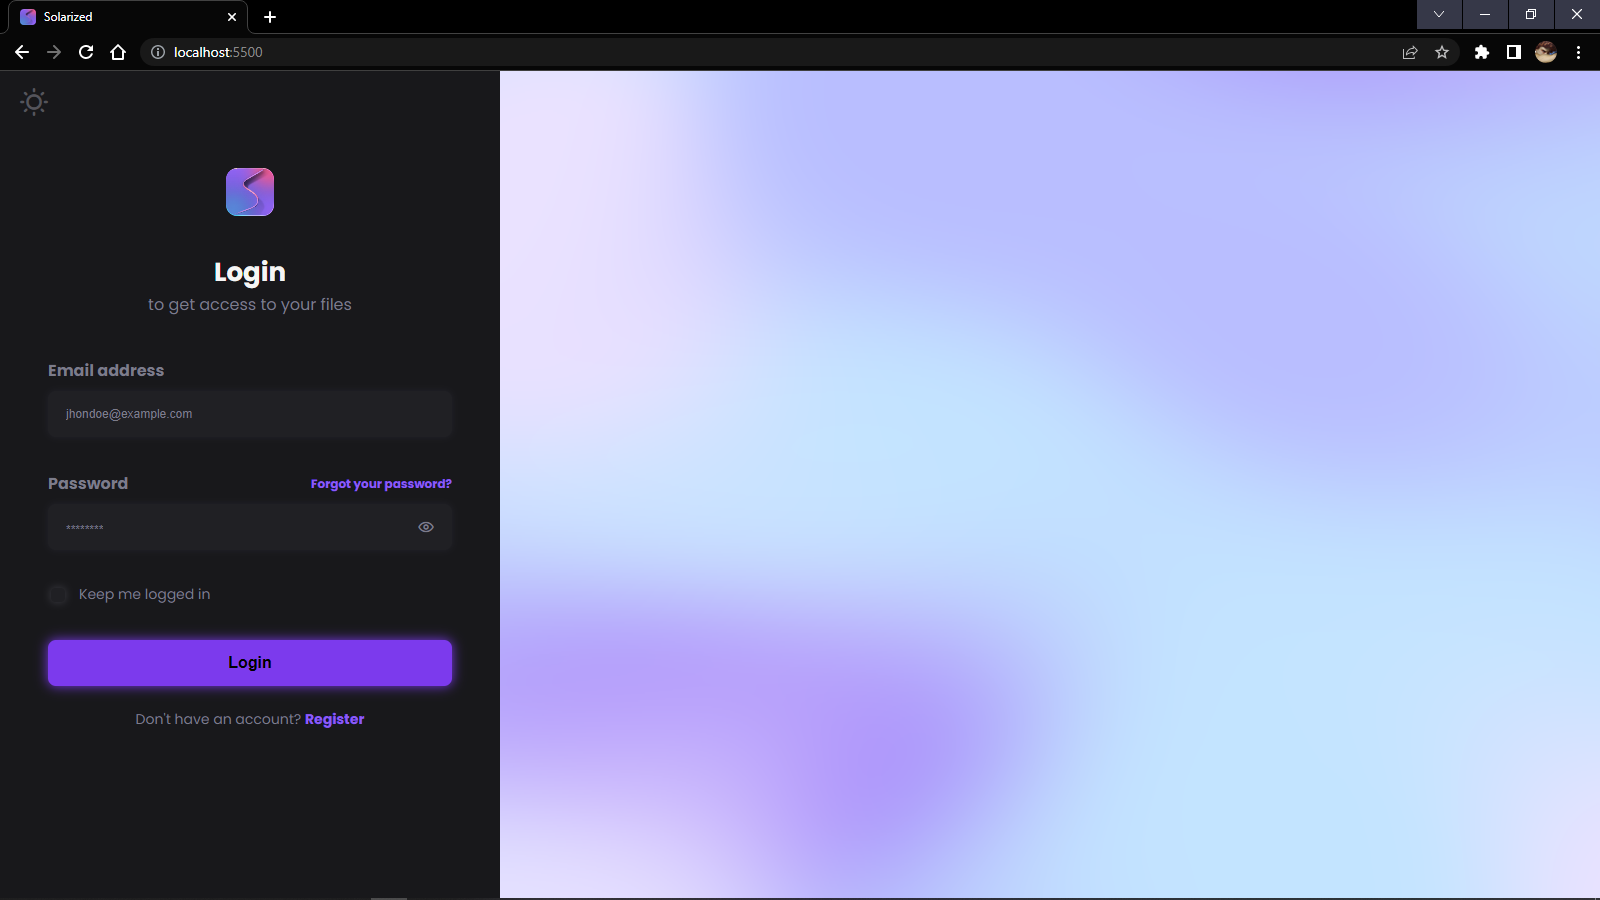 Solarized
localhost:5500
Login
to get access to your files
Email address
jhondoe@example.com
Password Forgot your password?
********
Keep me logged in
Login
Don't have an account? Register